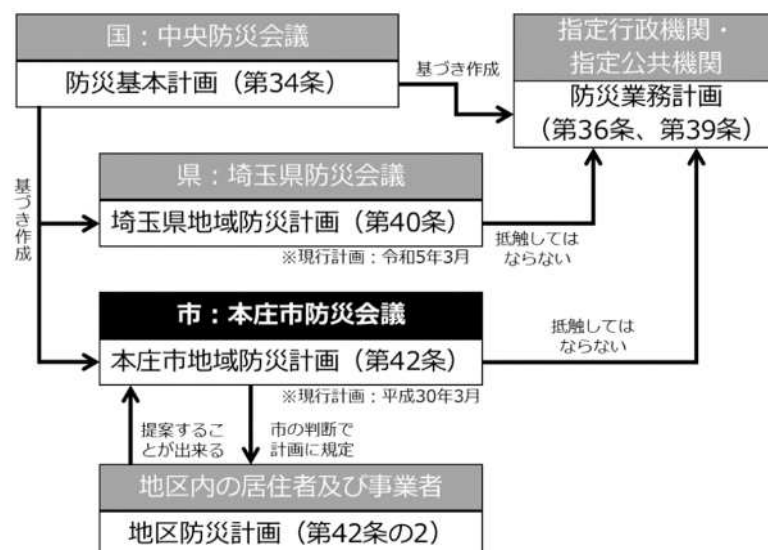 国：中央防災会議
防災基本計画（第34条）
基づき作成
指定行政機関・
指定公共機関
防災業務計画
（第36条、第39条）
基づき作成
県：埼玉県防災会議
埼玉県地域防災計画（第40条）
※現行計画：令和5年3月
抵触しては
ならない
市：本庄市防災会議
本庄市地域防災計画（第42条）
※現行計画：平成30年3月
抵触しては
ならない
提案するこ
とが出来る
市の判断で
計画に規定
地区内の居住者及び事業者
地区防災計画（第42条の2）